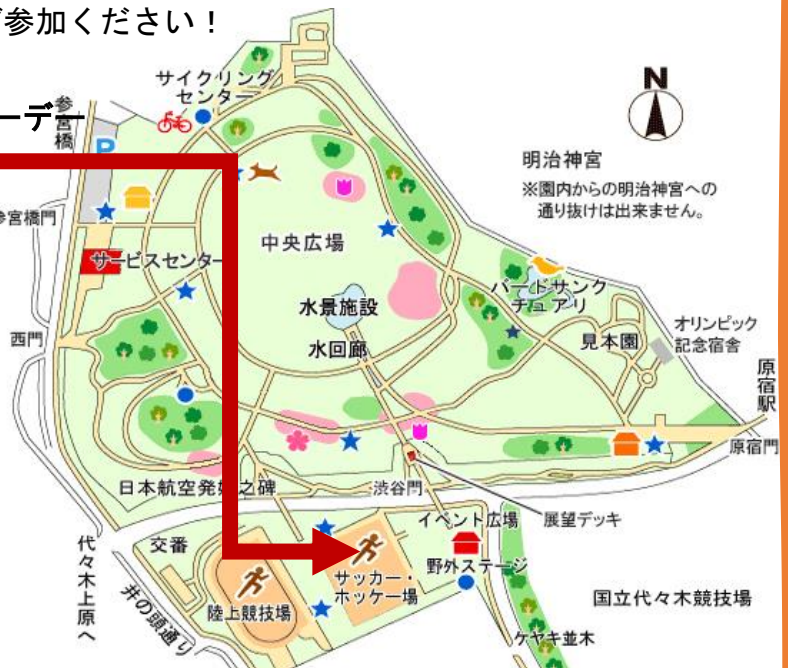 ご参加ください！
ーデー
サイクリング
センター
参宮橋
P
N
明治神宮
※園内からの明治神宮への
通り抜けは出来ません。
参宮橋門
サービスセンター
中央広場
バードサンク
チュアリ
水景施設
水回廊
見本園
オリンピック
記念宿舎
西門
原宿駅
原宿門
日本航空発始之碑
渋谷門
展望デッキ
イベント広場
交番
代々木上原へ
井の頭通り
陸上競技場
サッカー・
ホッケー場
野外ステージ
国立代々木競技場
ケヤキ並木